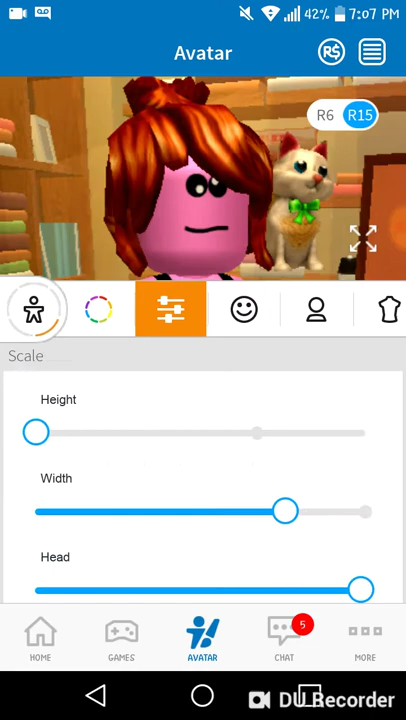 42% 7:07 PM
Avatar
R$
R6 R15
Scale
Height
Width
Head
5
HOME GAMES AVATAR CHAT MORE
DU Recorder